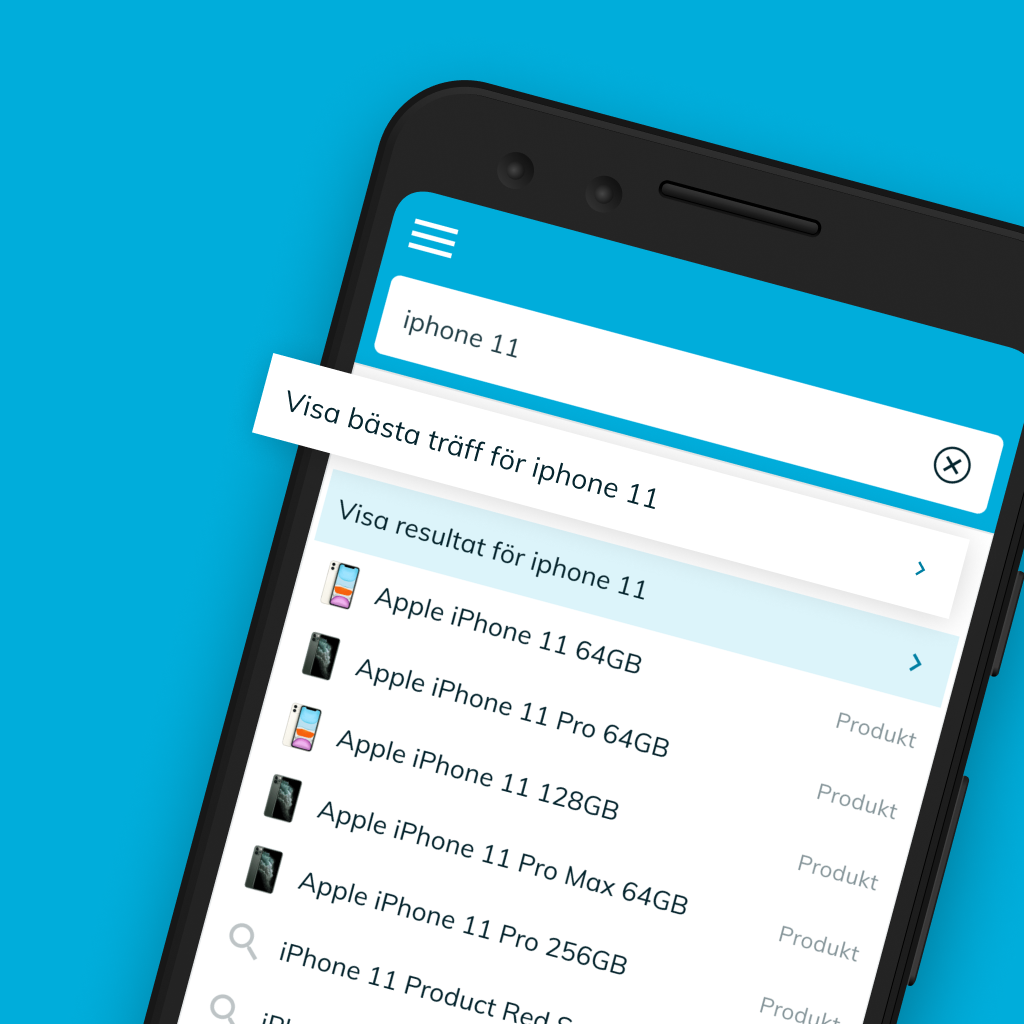 iphone 11
Visa bästa träff för iphone 11
Visa resultat för iphone 11
Apple iPhone 11 64GB
Produkt
Apple iPhone 11 Pro 64GB
Produkt
Apple iPhone 11 128GB
Produkt
Apple iPhone 11 Pro Max 64GB
Produkt
Apple iPhone 11 Pro 256GB
Produkt
iPhone 11 Product Red